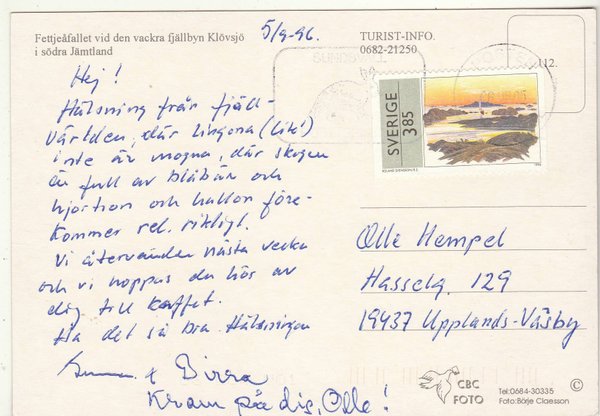 Fettjeåfallet vid den vackra fjällbyn Klövsjö
i södra Jämtland
5/9-96.
TURIST-INFO.
0682-21250
112.
SUNDSVALL
SVERIGE 385
Hej!
Hälsning från fjäll-
världen, där lingona (lite!)
inte är mogna, där skogen
är full av blåbär och
hjortron och hallon före-
kommer rel. rikligt.
Vi återvänder nästa vecka
och vi hoppas du hör av
dig till kaffet.
Ha det så bra. Hälsningar
& Birra
Kram på dig, Olle!
Olle Hempel
Hasselg. 129
19437 Upplands-Väsby
CBC
FOTO
Tel:0684-30335
Foto:Börje Claesson
©